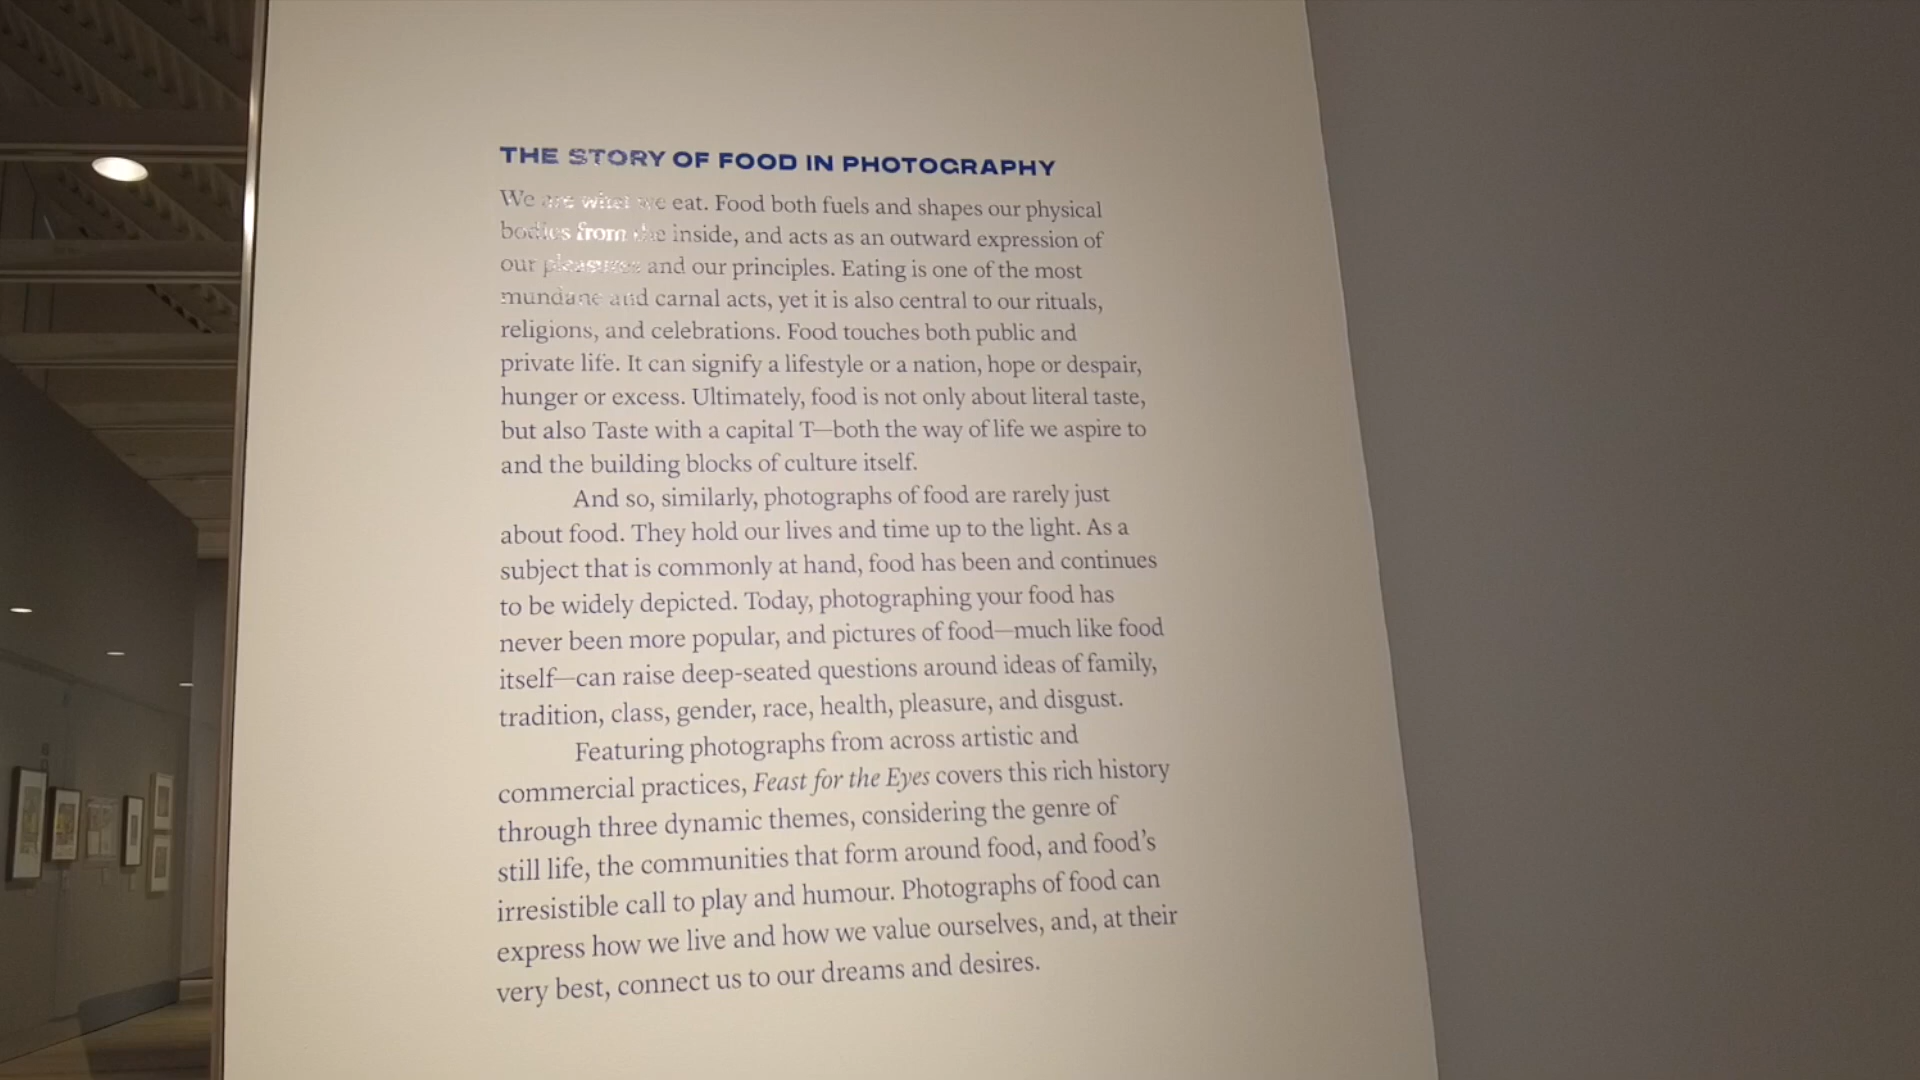 THE STORY OF FOOD IN PHOTOGRAPHY
We are what we eat. Food both fuels and shapes our physical
bodies from the inside, and acts as an outward expression of
our pleasures and our principles. Eating is one of the most
mundane and carnal acts, yet it is also central to our rituals,
religions, and celebrations. Food touches both public and
private life. It can signify a lifestyle or a nation, hope or despair,
hunger or excess. Ultimately, food is not only about literal taste,
but also Taste with a capital T—both the way of life we aspire to
and the building blocks of culture itself.
And so, similarly, photographs of food are rarely just
about food. They hold our lives and time up to the light. As a
subject that is commonly at hand, food has been and continues
to be widely depicted. Today, photographing your food has
never been more popular, and pictures of food—much like food
itself—can raise deep-seated questions around ideas of family,
tradition, class, gender, race, health, pleasure, and disgust.
Featuring photographs from across artistic and
commercial practices, Feast for the Eyes covers this rich history
through three dynamic themes, considering the genre of
still life, the communities that form around food, and food's
irresistible call to play and humour. Photographs of food can
express how we live and how we value ourselves, and, at their
very best, connect us to our dreams and desires.